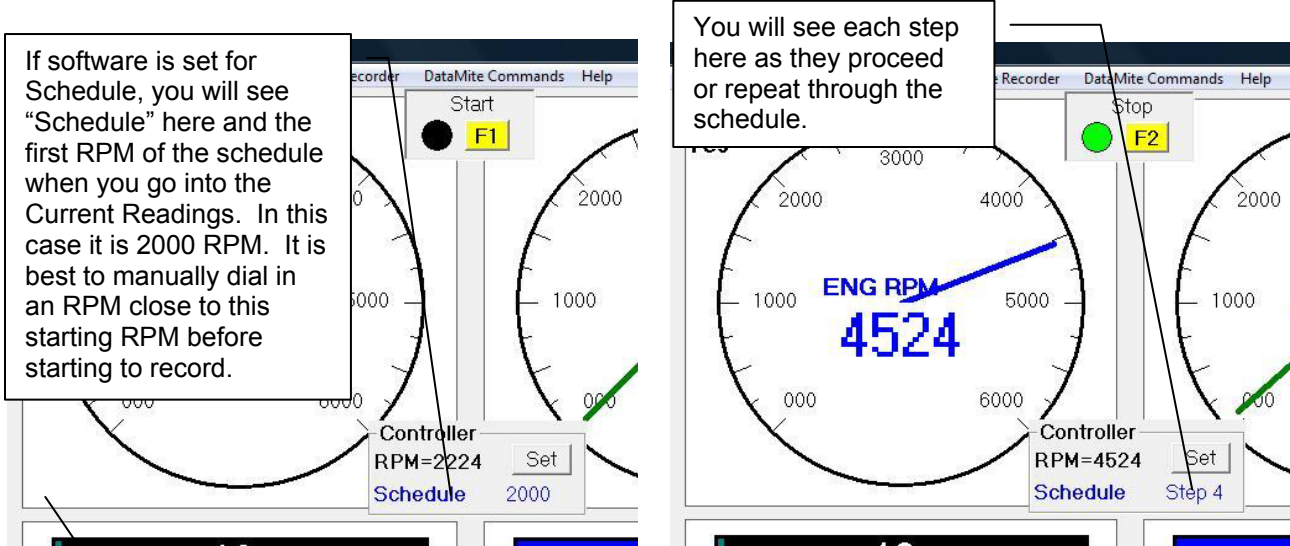 If software is set for
Schedule, you will see
“Schedule” here and the
first RPM of the schedule
when you go into the
Current Readings. In this
case it is 2000 RPM. It is
best to manually dial in
an RPM close to this
starting RPM before
starting to record.
DataMite Commands Help
Start
F1
2000
1000
Controller
RPM=2224 Set
Schedule 2000
You will see each step
here as they proceed
or repeat through the
schedule.
Recorder DataMite Commands Help
Stop
F2
3000
2000 4000
1000 5000
000 6000
ENG RPM
4524
2000
1000
Controller
RPM=4524 Set
Schedule Step 4